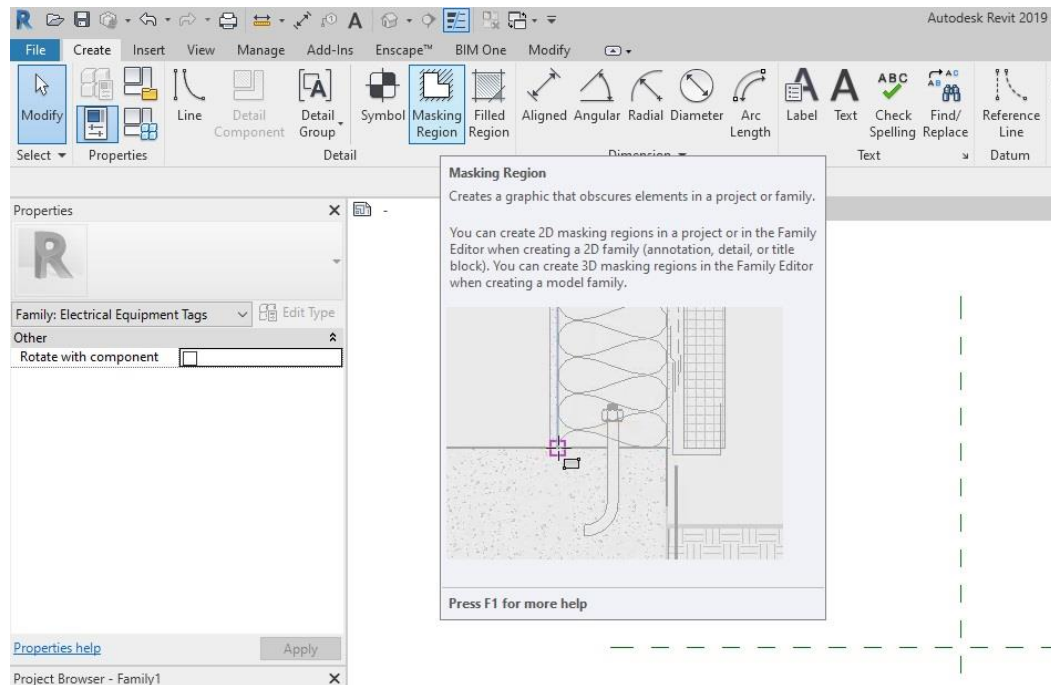 Autodesk Revit 2019
File Create Insert View Manage Add-Ins Enscape™ BIM One Modify
Modify Line Detail Component Detail Group Symbol Masking Region Filled Region Aligned Angular Radial Diameter Arc Length Label Text Check Spelling Find/ Replace Reference Line
Select Properties Detail Dimension Text Datum
Masking Region
Creates a graphic that obscures elements in a project or family.
You can create 2D masking regions in a project or in the Family
Editor when creating a 2D family (annotation, detail, or title
block). You can create 3D masking regions in the Family Editor
when creating a model family.
Press F1 for more help
Properties
Family: Electrical Equipment Tags Edit Type
Other
Rotate with component
Properties help Apply
Project Browser - Family1